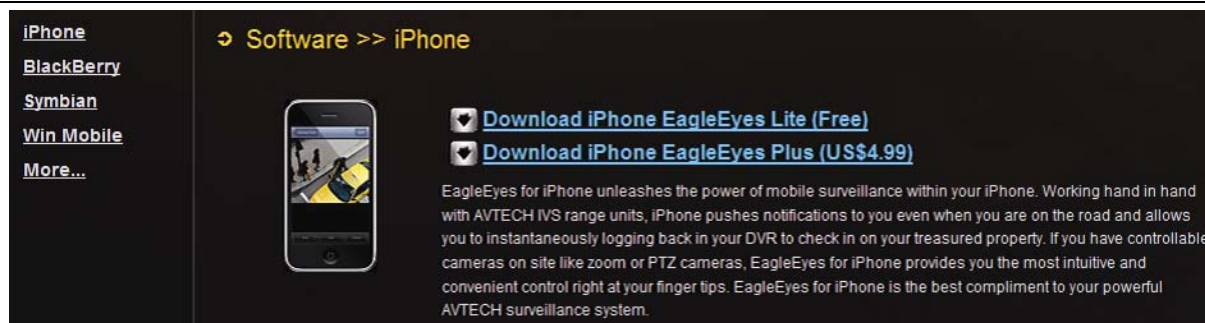 iPhone
BlackBerry
Symbian
Win Mobile
More...
Software >> iPhone
Download iPhone EagleEyes Lite (Free)
Download iPhone EagleEyes Plus (US$4.99)
EagleEyes for iPhone unleashes the power of mobile surveillance within your iPhone. Working hand in hand
with AVTECH IVS range units, iPhone pushes notifications to you even when you are on the road and allows
you to instantaneously logging back in your DVR to check in on your treasured property. If you have controllable
cameras on site like zoom or PTZ cameras, EagleEyes for iPhone provides you the most intuitive and
convenient control right at your finger tips. EagleEyes for iPhone is the best compliment to your powerful
AVTECH surveillance system.